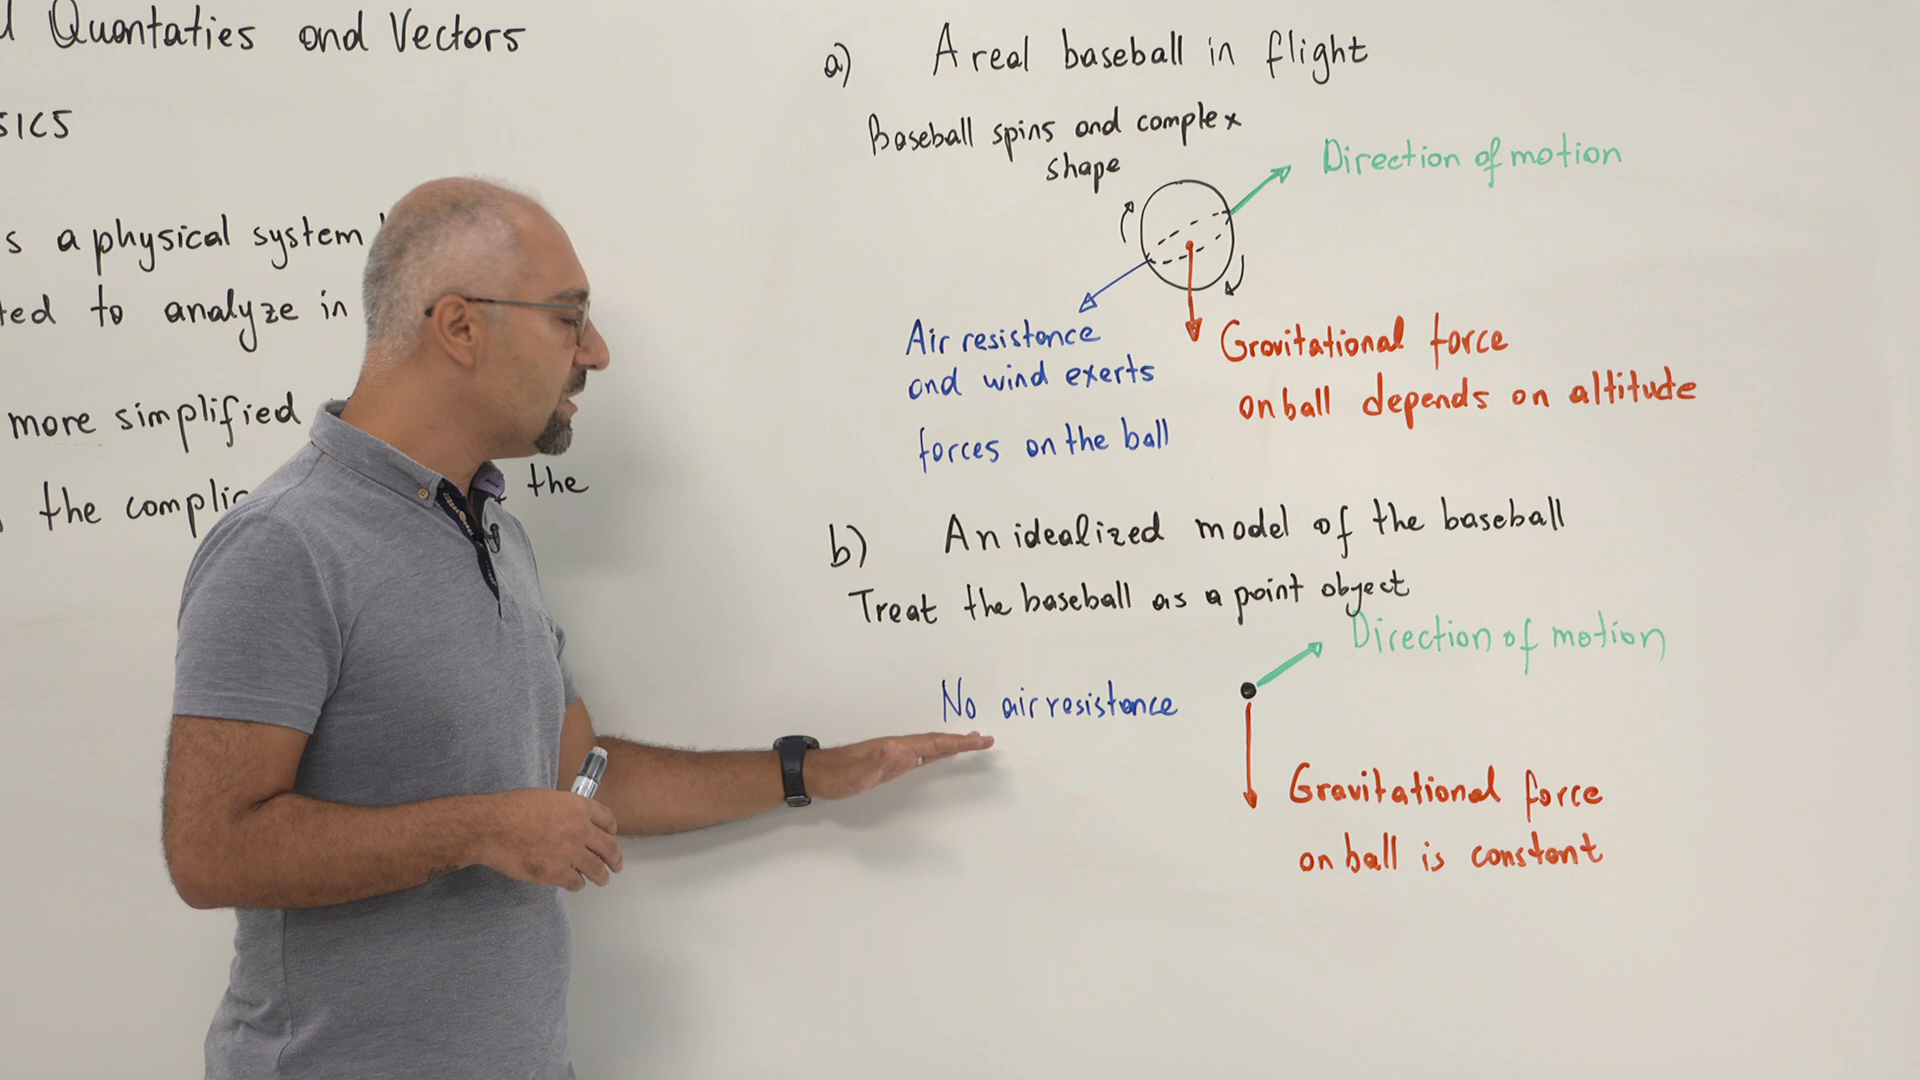 Quantaties and Vectors
SICS
s a physical system
ted to analyze in
more simplified
the complic the
a) A real baseball in flight
Baseball spins and complex
shape
Direction of motion
Air resistance
and wind exerts
forces on the ball
Gravitational force
on ball depends on altitude
b) An idealized model of the baseball
Treat the baseball as a point object
Direction of motion
No air resistance
Gravitational force
on ball is constant